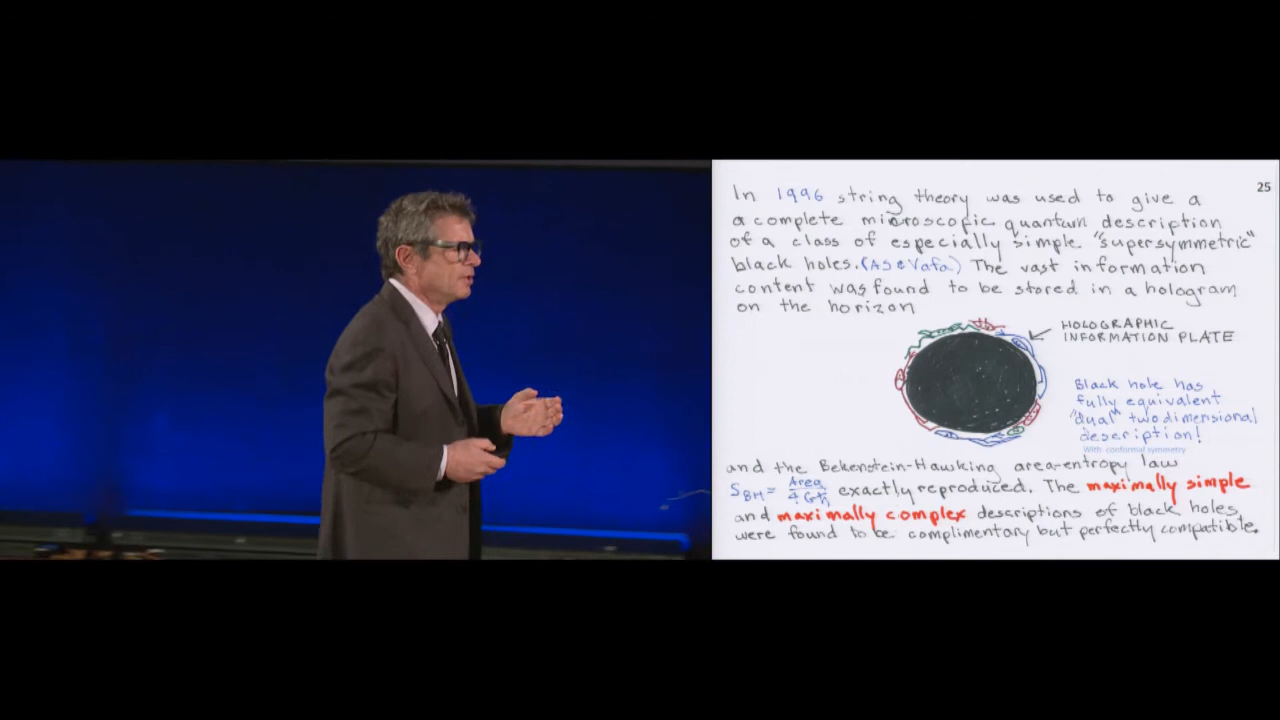 25
In 1996 string theory was used to give a
a complete microscopic quantum description
of a class of especially simple "supersymmetric"
black holes.(AS&Vafa) The vast information
content was found to be stored in a hologram
on the horizon
HOLOGRAPHIC
INFORMATION PLATE
Black hole has
fully equivalent
"dual" two dimensional
description!
With conformal symmetry
and the Bekenstein-Hawking area-entropy law
S_BH = Area/4Għ exactly reproduced. The maximally simple
and maximally complex descriptions of black holes
were found to be complimentary but perfectly compatible.